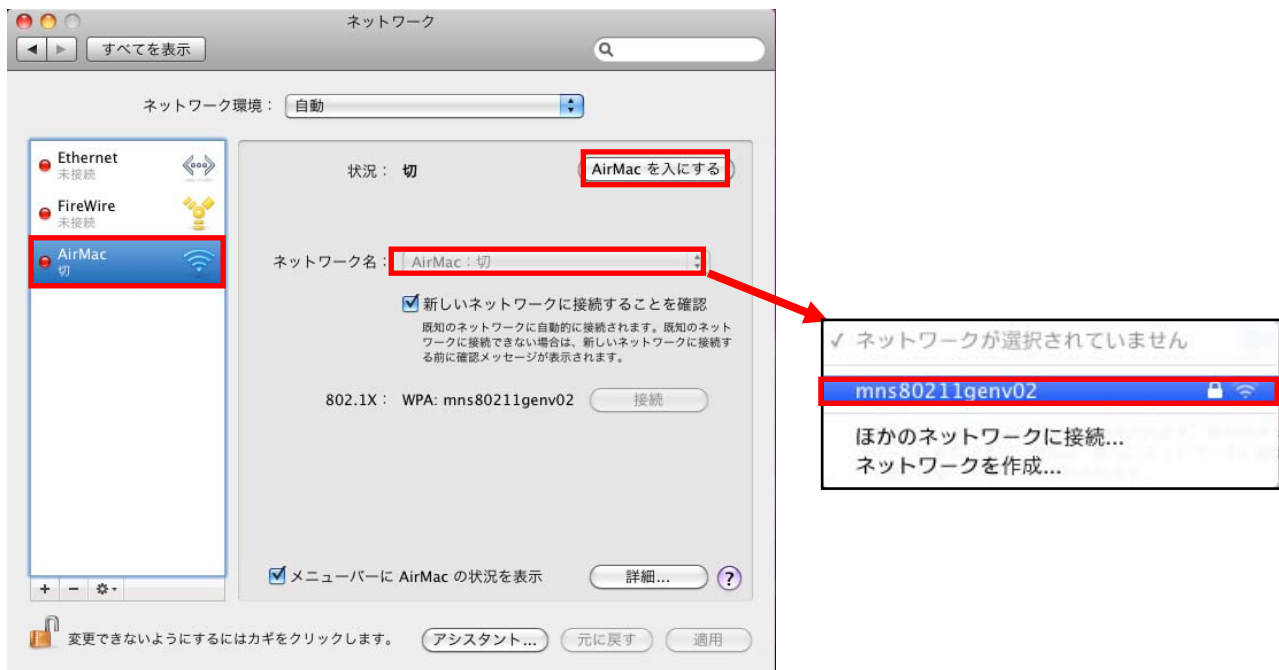 ネットワーク
すべてを表示
ネットワーク環境： 自動
Ethernet
未接続
FireWire
未接続
AirMac
切
状況： 切
AirMac を入にする
ネットワーク名： AirMac：切
新しいネットワークに接続することを確認
既知のネットワークに自動的に接続されます。既知のネット
ワークに接続できない場合は、新しいネットワークに接続す
る前に確認メッセージが表示されます。
802.1X： WPA: mns80211genv02 接続
メニューバーに AirMac の状況を表示 詳細... ?
変更できないようにするにはカギをクリックします。 アシスタント... 元に戻す 適用
✓ ネットワークが選択されていません
mns80211genv02
ほかのネットワークに接続...
ネットワークを作成...